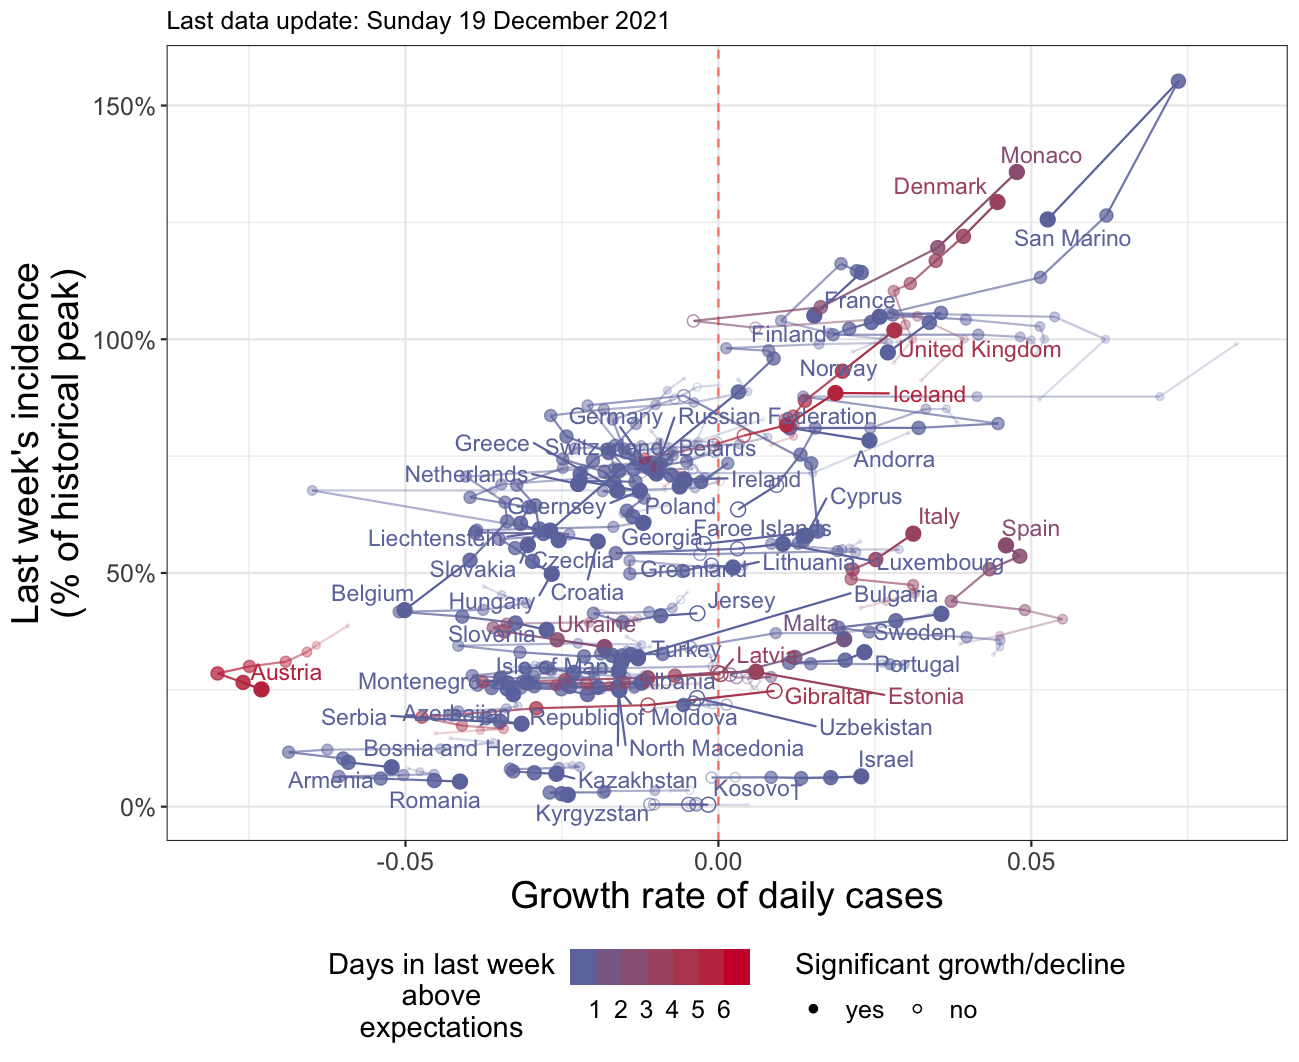 Last data update: Sunday 19 December 2021
Last week's incidence
(% of historical peak)
150%
100%
50%
0%
Monaco
Denmark
San Marino
France
Finland
United Kingdom
Norway
Iceland
Germany
Russian Federation
Greece
Switzerland
Belarus
Andorra
Netherlands
Ireland
Cyprus
Guernsey
Poland
Italy
Spain
Liechtenstein
Georgia
Faroe Islands
Slovakia
Czechia
Greenland
Lithuania
Luxembourg
Belgium
Hungary
Croatia
Jersey
Bulgaria
Slovenia
Ukraine
Malta
Sweden
Turkey
Latvia
Portugal
Austria
Isle of Man
Montenegro
Albania
Gibraltar
Estonia
Serbia
Azerbaijan
Republic of Moldova
Uzbekistan
Bosnia and Herzegovina
North Macedonia
Israel
Armenia
Kazakhstan
Kosovo†
Romania
Kyrgyzstan
-0.05
0.00
0.05
Growth rate of daily cases
Days in last week
above
expectations
1 2 3 4 5 6
Significant growth/decline
yes
no